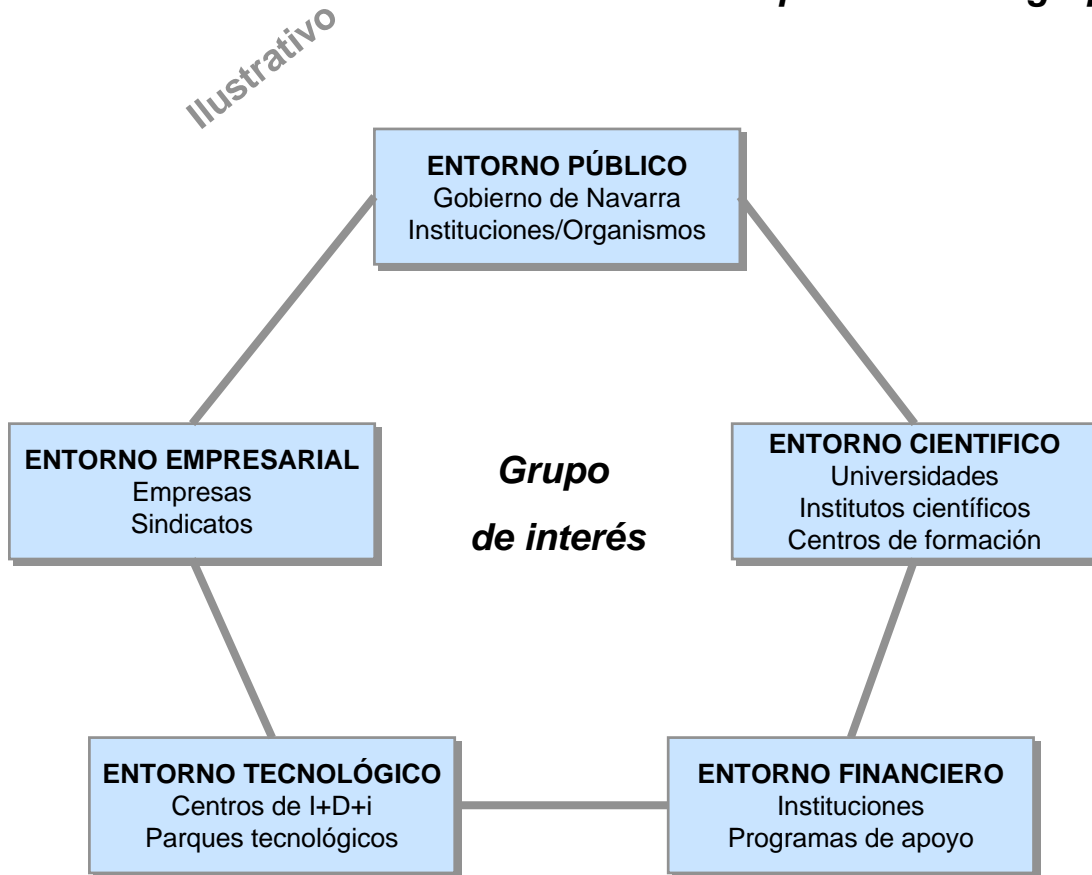 Ilustrativo
ENTORNO PÚBLICO
Gobierno de Navarra
Instituciones/Organismos
ENTORNO EMPRESARIAL
Empresas
Sindicatos
Grupo
de interés
ENTORNO CIENTIFICO
Universidades
Institutos científicos
Centros de formación
ENTORNO TECNOLÓGICO
Centros de I+D+i
Parques tecnológicos
ENTORNO FINANCIERO
Instituciones
Programas de apoyo